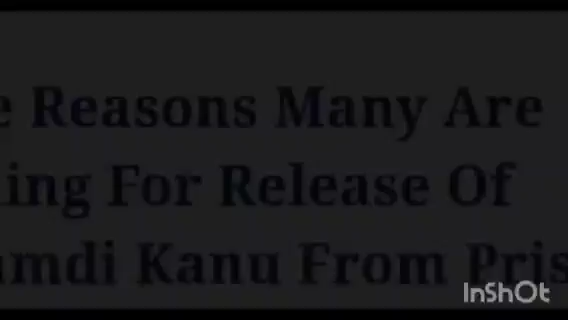 e Reasons Many Are
ing For Release Of
amdi Kanu From Pris
InShOt